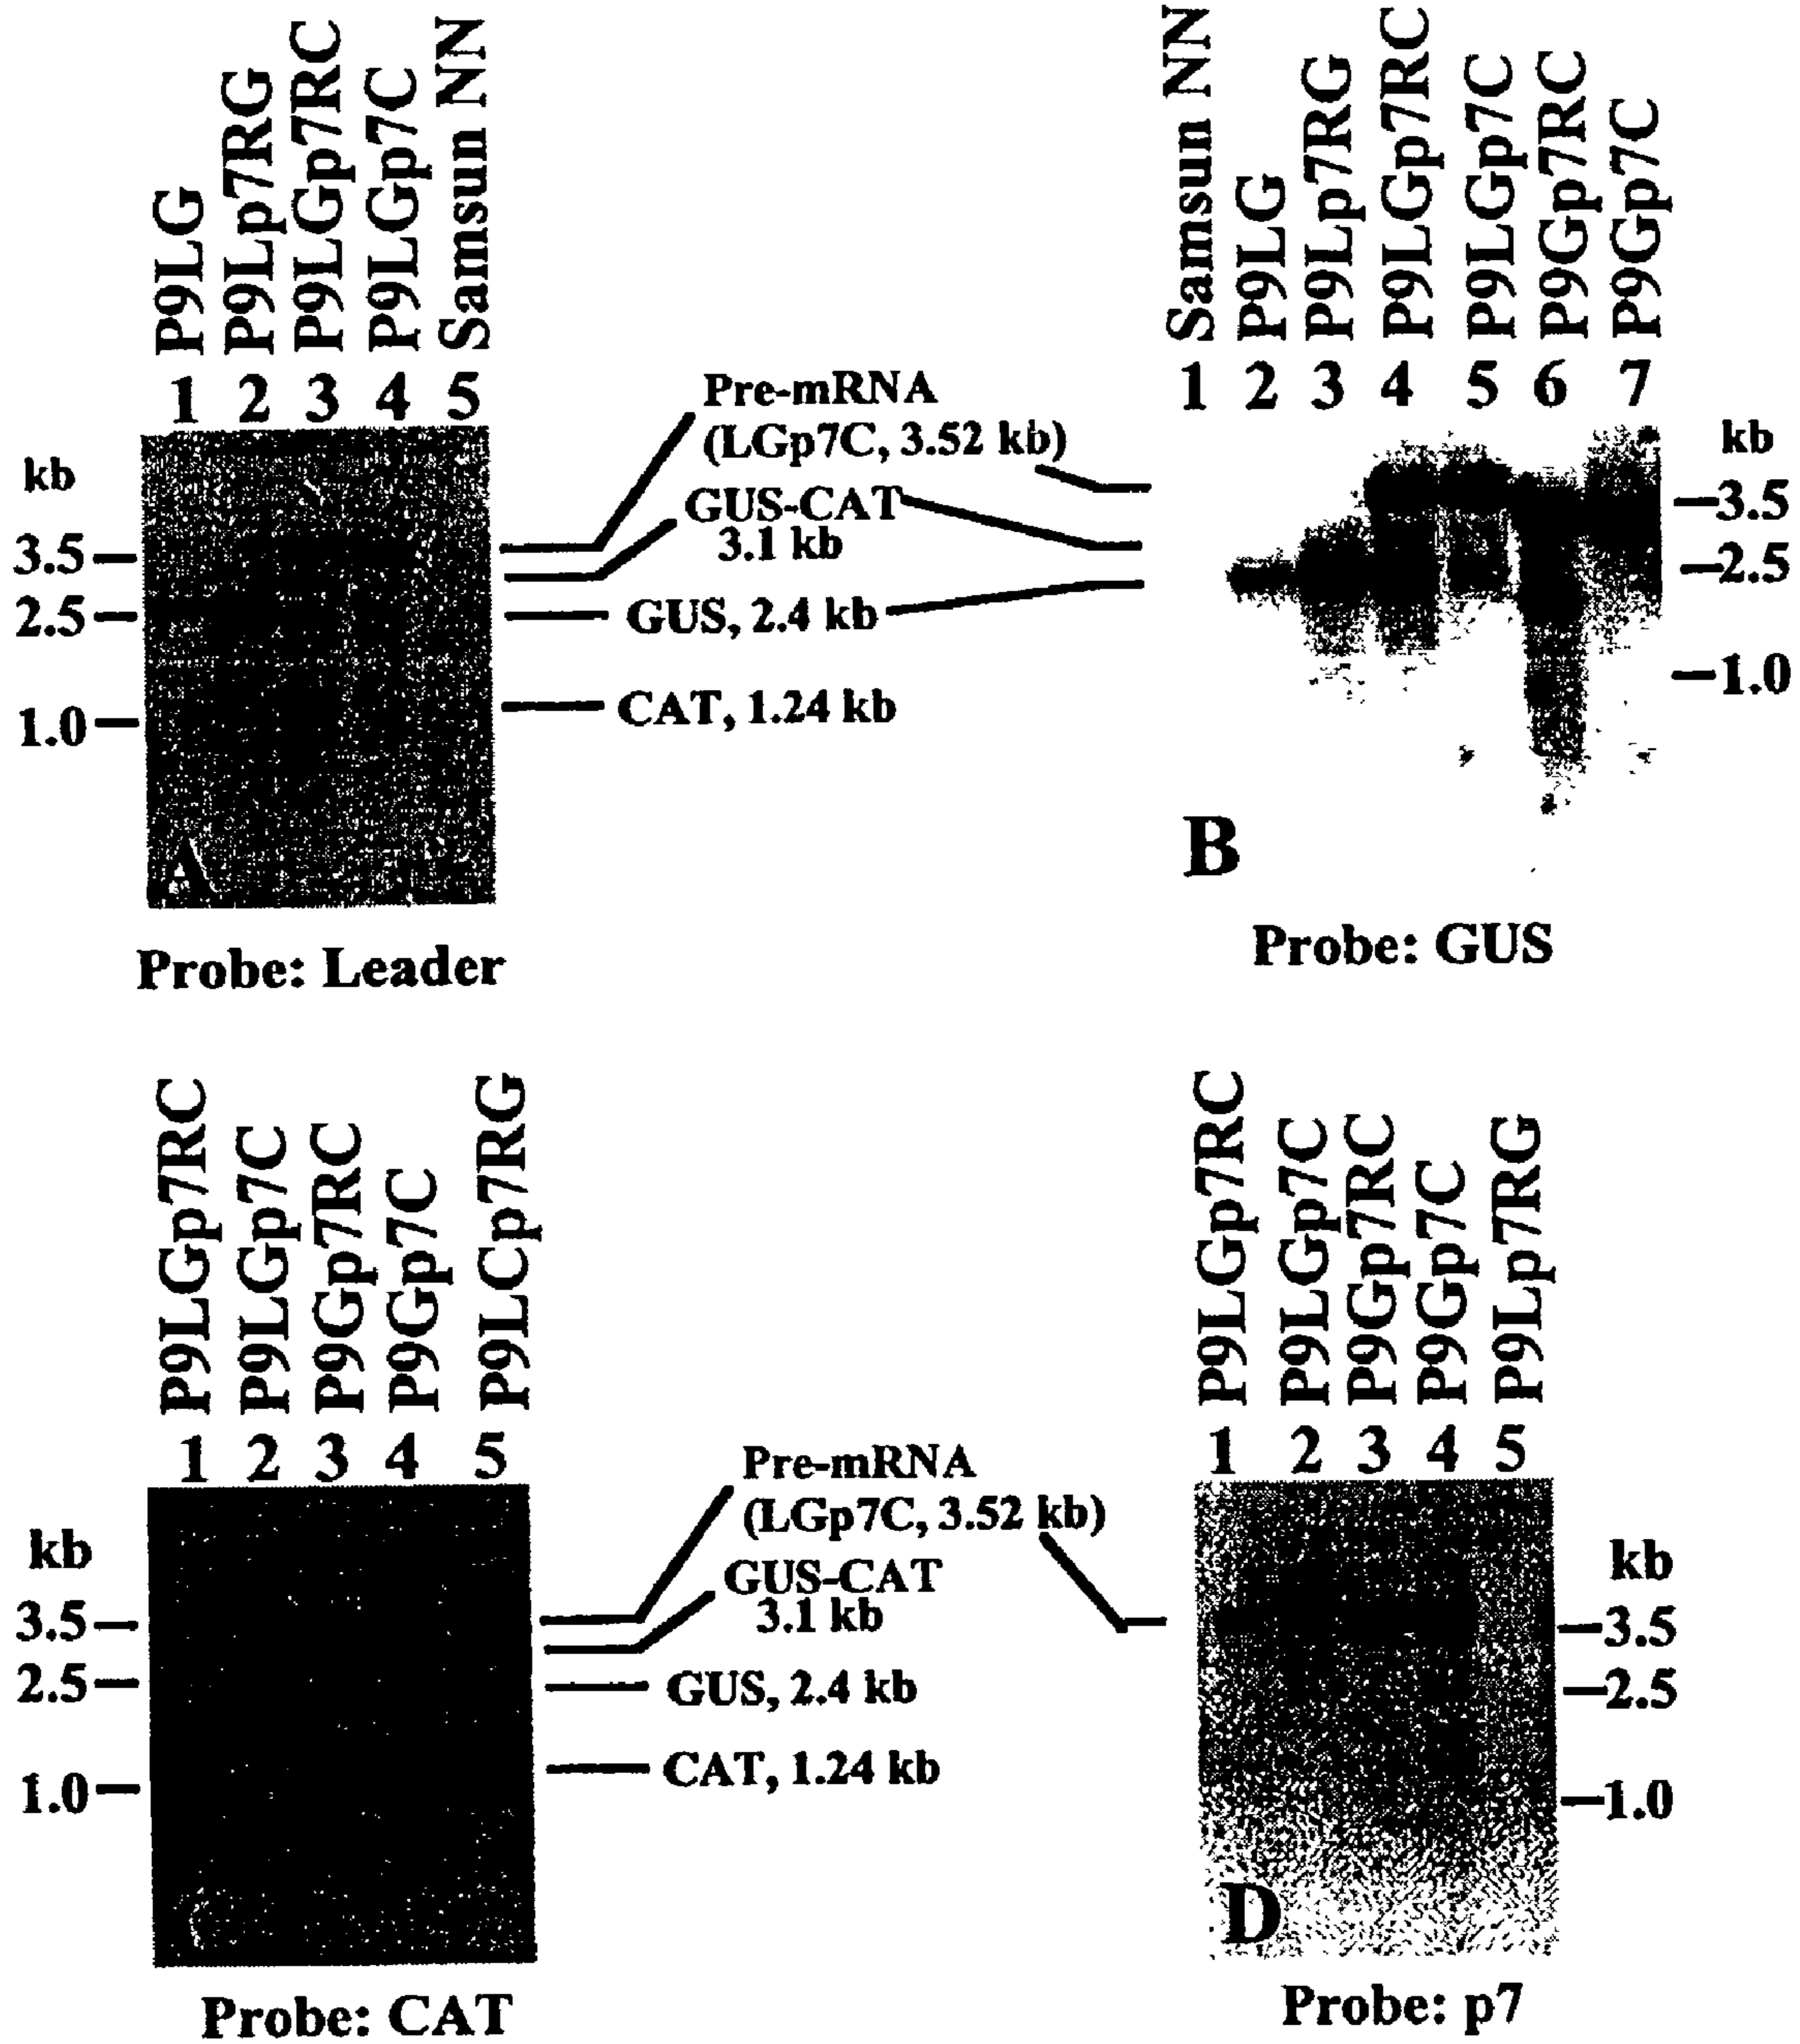 P9LG
P9Lp7RG
P9LGp7RC
P9LGp7C
Samsun NN
1 2 3 4 5
kb
3.5
2.5
1.0
A
Probe: Leader
Pre-mRNA
(LGp7C, 3.52 kb)
GUS-CAT
3.1 kb
GUS, 2.4 kb
CAT, 1.24 kb
Samsun NN
P9LG
P9Lp7RG
P9LGp7RC
P9LGp7C
P9Gp7RC
P9Gp7C
1 2 3 4 5 6 7
kb
3.5
2.5
1.0
B
Probe: GUS
P9LGp7RC
P9LGp7C
P9Gp7RC
P9Gp7C
P9LCp7RG
1 2 3 4 5
kb
3.5
2.5
1.0
Probe: CAT
Pre-mRNA
(LGp7C, 3.52 kb)
GUS-CAT
3.1 kb
GUS, 2.4 kb
CAT, 1.24 kb
P9LGp7RC
P9LGp7C
P9Gp7RC
P9Gp7C
P9Lp7RG
1 2 3 4 5
kb
3.5
2.5
1.0
D
Probe: p7